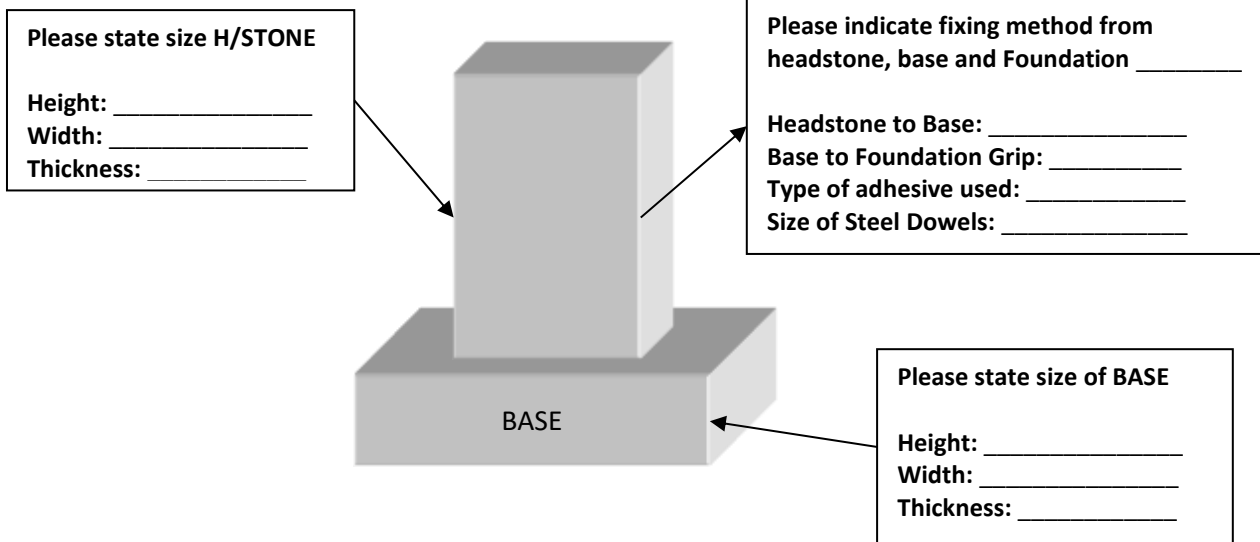 Please state size H/STONE
Height: _______________
Width: _______________
Thickness: ____________
Please indicate fixing method from
headstone, base and Foundation ________
Headstone to Base: _______________
Base to Foundation Grip: __________
Type of adhesive used: ____________
Size of Steel Dowels: ______________
BASE
Please state size of BASE
Height: _______________
Width: _______________
Thickness: ____________